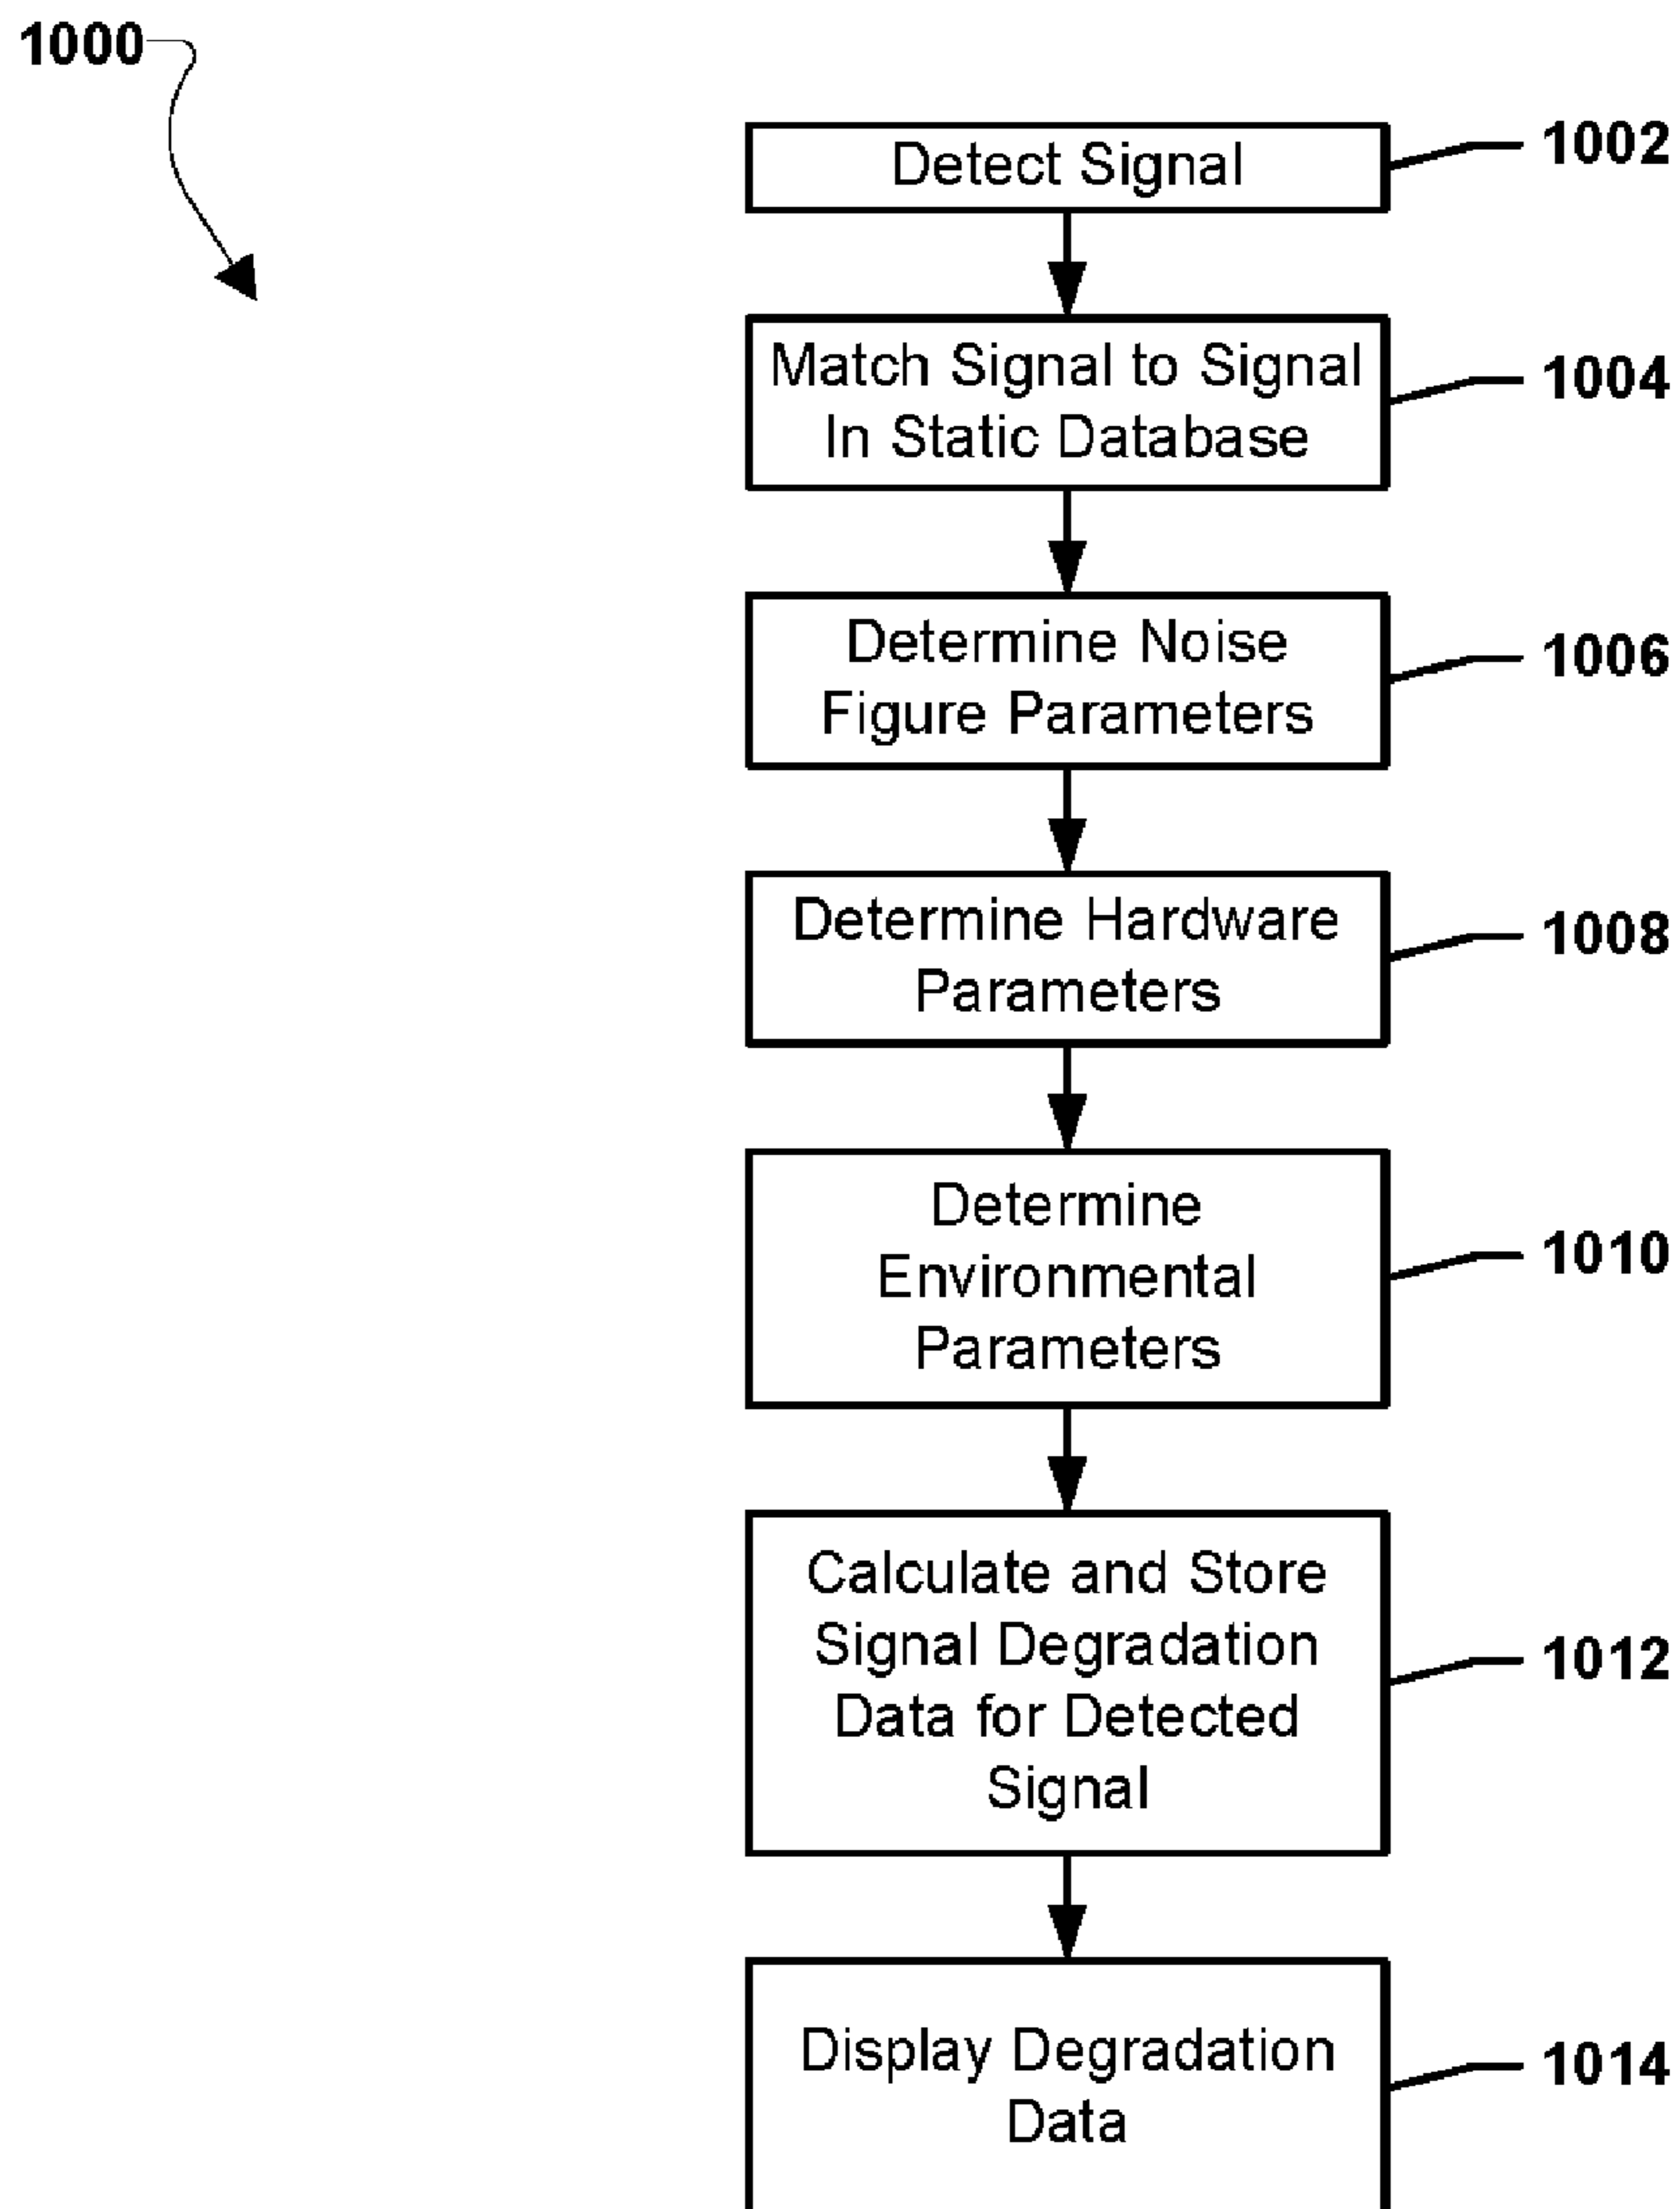 1000
Detect Signal
1002
Match Signal to Signal
In Static Database
1004
Determine Noise
Figure Parameters
1006
Determine Hardware
Parameters
1008
Determine
Environmental
Parameters
1010
Calculate and Store
Signal Degradation
Data for Detected
Signal
1012
Display Degradation
Data
1014